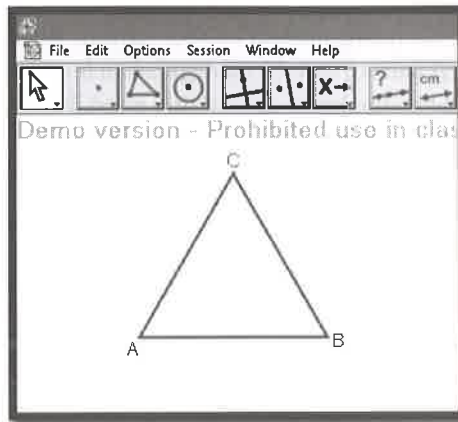 File Edit Options Session Window Help
? cm
X
Demo version - Prohibited use in clas
C
A B